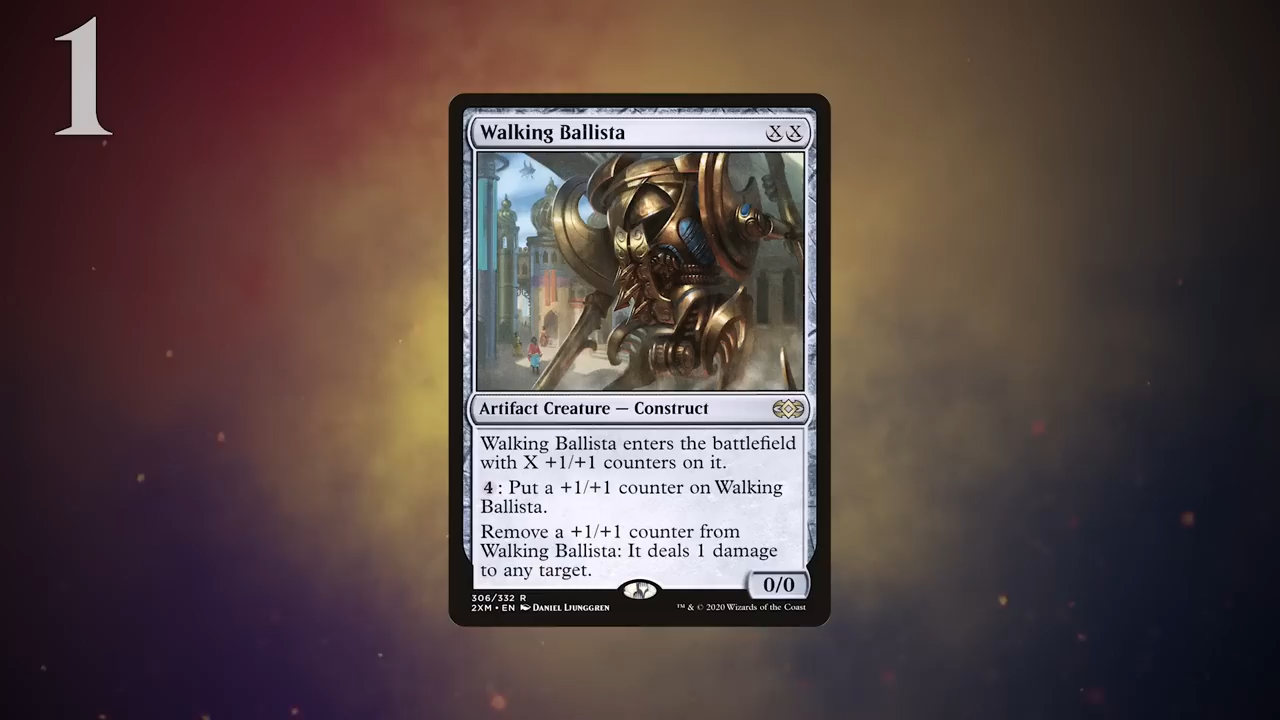 1
Walking Ballista XX
Artifact Creature — Construct
Walking Ballista enters the battlefield
with X +1/+1 counters on it.
4: Put a +1/+1 counter on Walking
Ballista.
Remove a +1/+1 counter from
Walking Ballista: It deals 1 damage
to any target.
0/0
306/332 R
2XM • EN Daniel Ljunggren
™ & © 2020 Wizards of the Coast